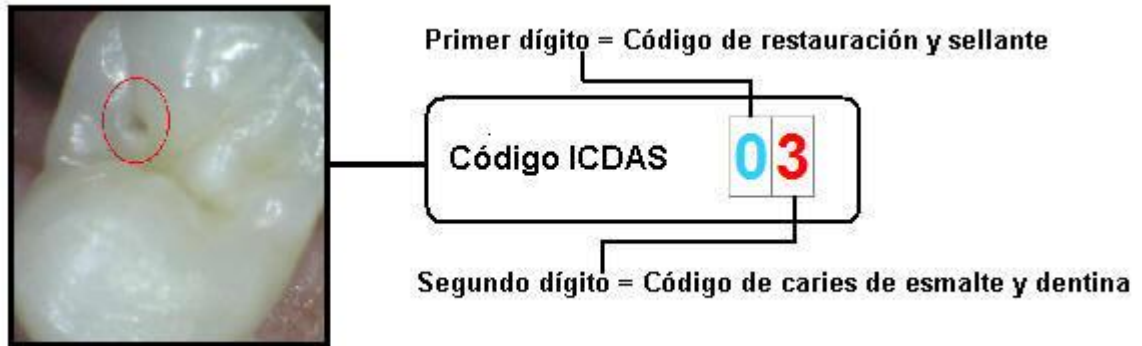 Primer dígito = Código de restauración y sellante
Código ICDAS 03
Segundo dígito = Código de caries de esmalte y dentina